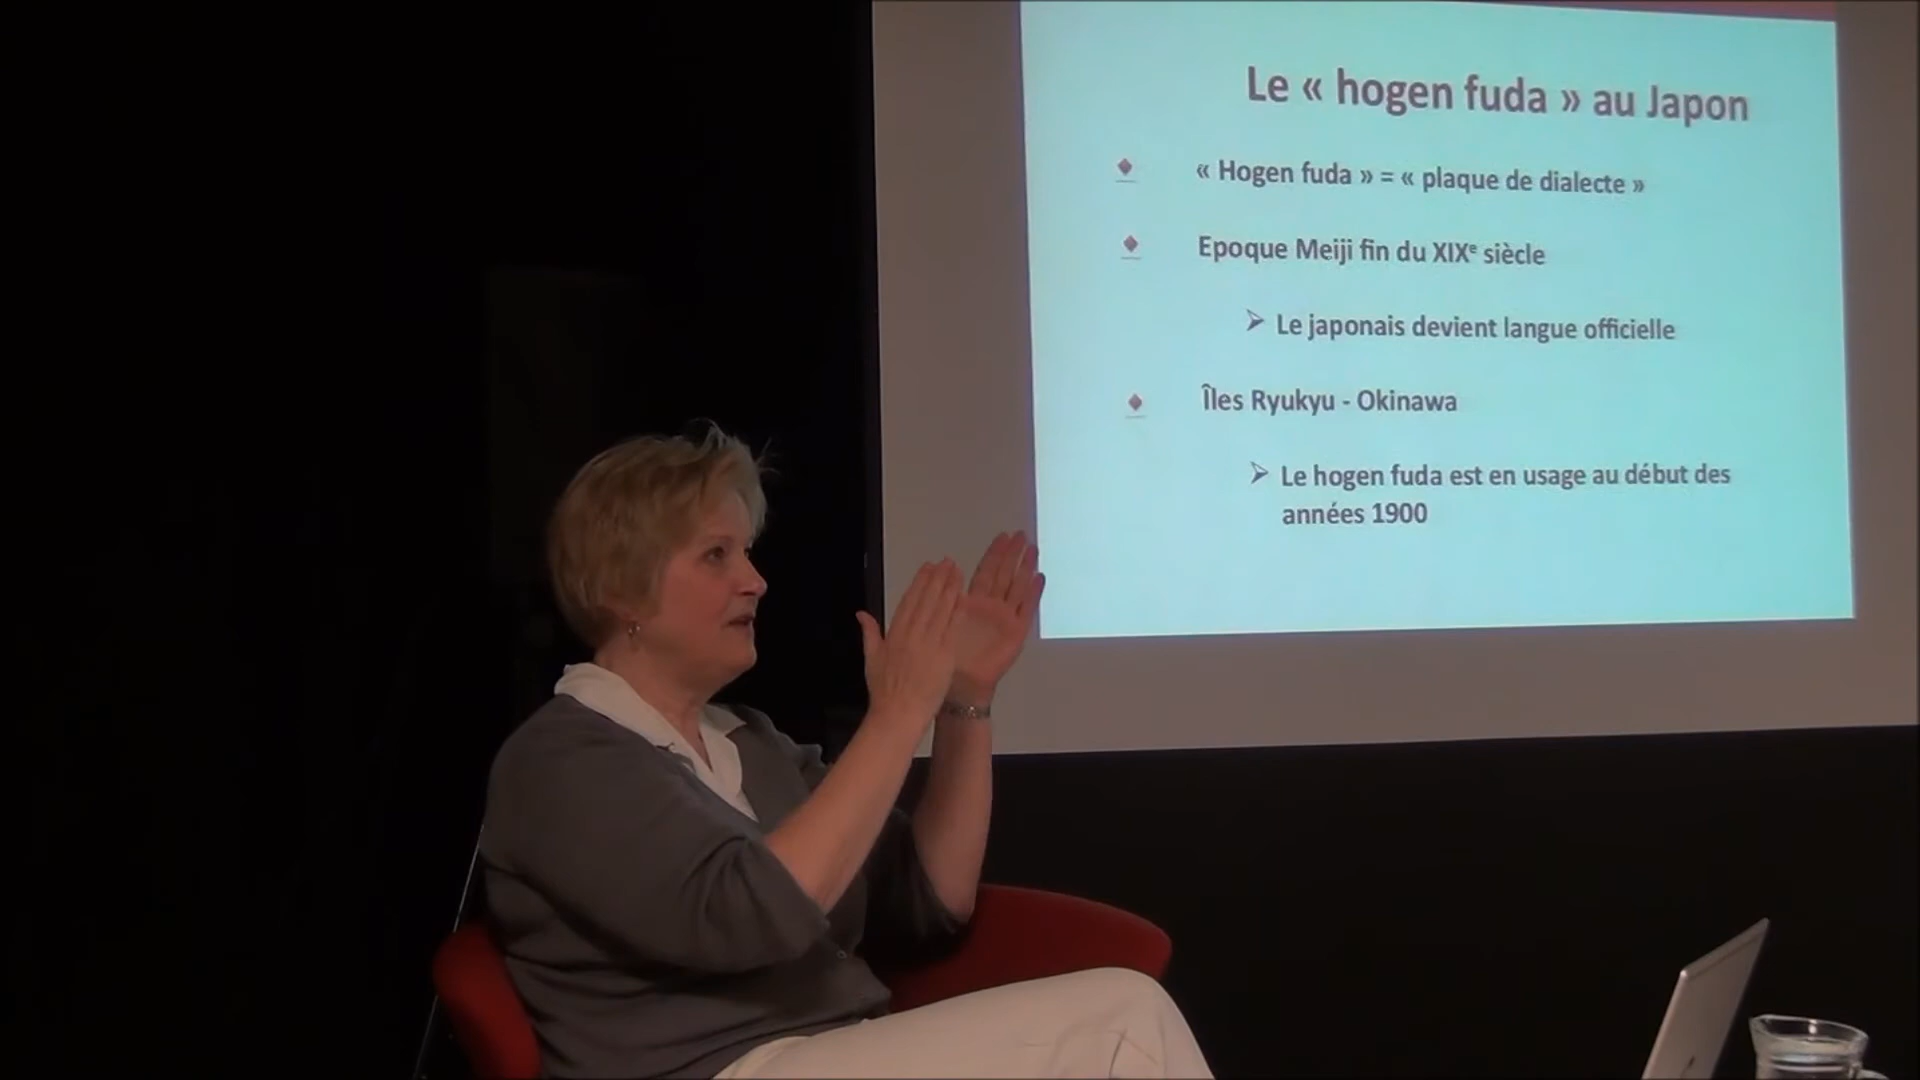 Le « hogen fuda » au Japon
« Hogen fuda » = « plaque de dialecte »
Epoque Meiji fin du XIXe siècle
Le japonais devient langue officielle
Îles Ryukyu - Okinawa
Le hogen fuda est en usage au début des
années 1900